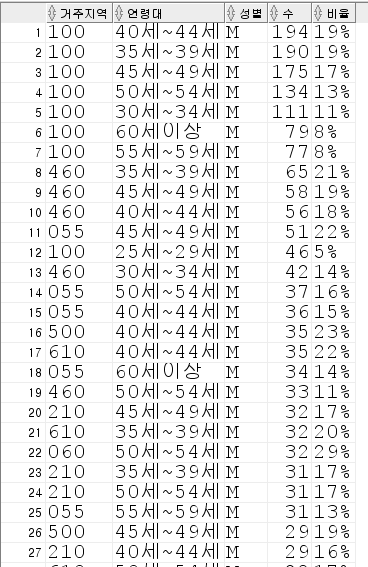 거주지역 연령대 성별 수 비율
1 100 40세~44세 M 194 19%
2 100 35세~39세 M 190 19%
3 100 45세~49세 M 175 17%
4 100 50세~54세 M 134 13%
5 100 30세~34세 M 111 11%
6 100 60세이상 M 79 8%
7 100 55세~59세 M 77 8%
8 460 35세~39세 M 65 21%
9 460 45세~49세 M 58 19%
10 460 40세~44세 M 56 18%
11 055 45세~49세 M 51 22%
12 100 25세~29세 M 46 5%
13 460 30세~34세 M 42 14%
14 055 50세~54세 M 37 16%
15 055 40세~44세 M 36 15%
16 500 40세~44세 M 35 23%
17 610 40세~44세 M 35 22%
18 055 60세이상 M 34 14%
19 460 50세~54세 M 33 11%
20 210 45세~49세 M 32 17%
21 610 35세~39세 M 32 20%
22 060 50세~54세 M 32 29%
23 210 35세~39세 M 31 17%
24 210 50세~54세 M 31 17%
25 055 55세~59세 M 31 13%
26 500 45세~49세 M 29 19%
27 210 40세~44세 M 29 16%